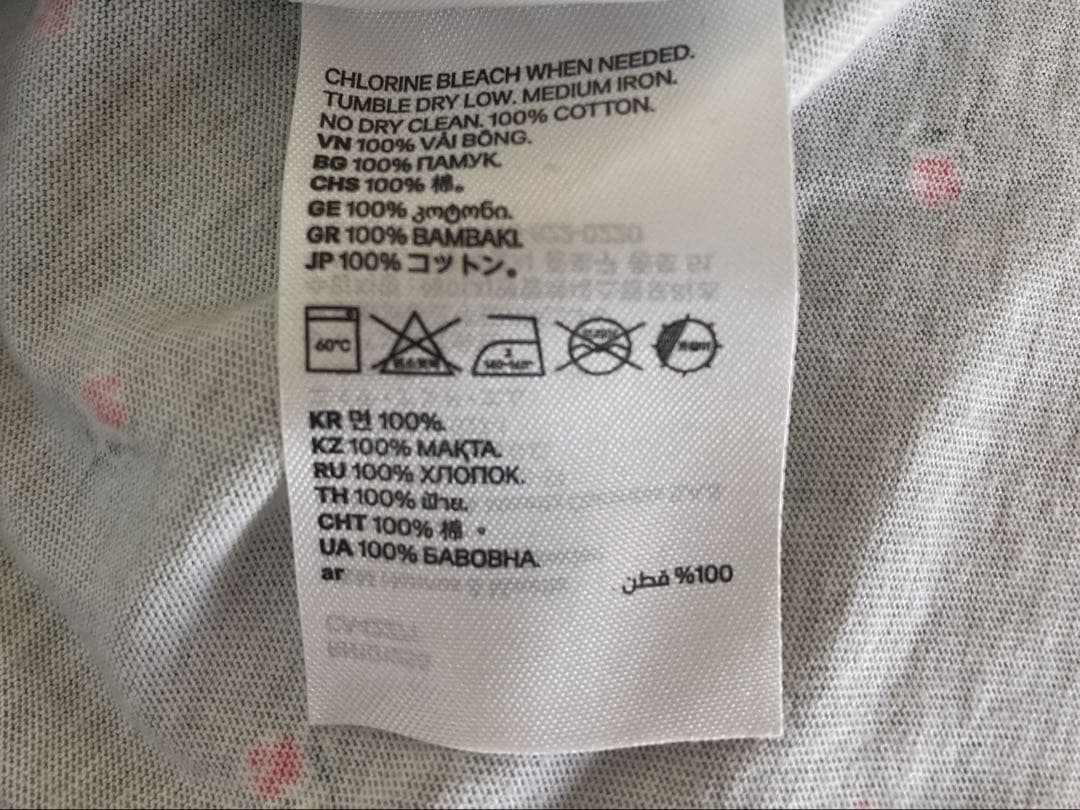 CHLORINE BLEACH WHEN NEEDED.
TUMBLE DRY LOW. MEDIUM IRON.
NO DRY CLEAN. 100% COTTON.
VN 100% VẢI BÔNG.
BG 100% ПАМУК.
CHS 100% 棉。
GE 100% კოტონი.
GR 100% ΒΑΜΒΑΚΙ.
JP 100% コットン。
60°C
KR 면 100%.
KZ 100% МАҚТА.
RU 100% ХЛОПОК.
TH 100% ฝ้าย.
CHT 100% 棉 。
UA 100% БАВОВНА.
ar 100% قطن